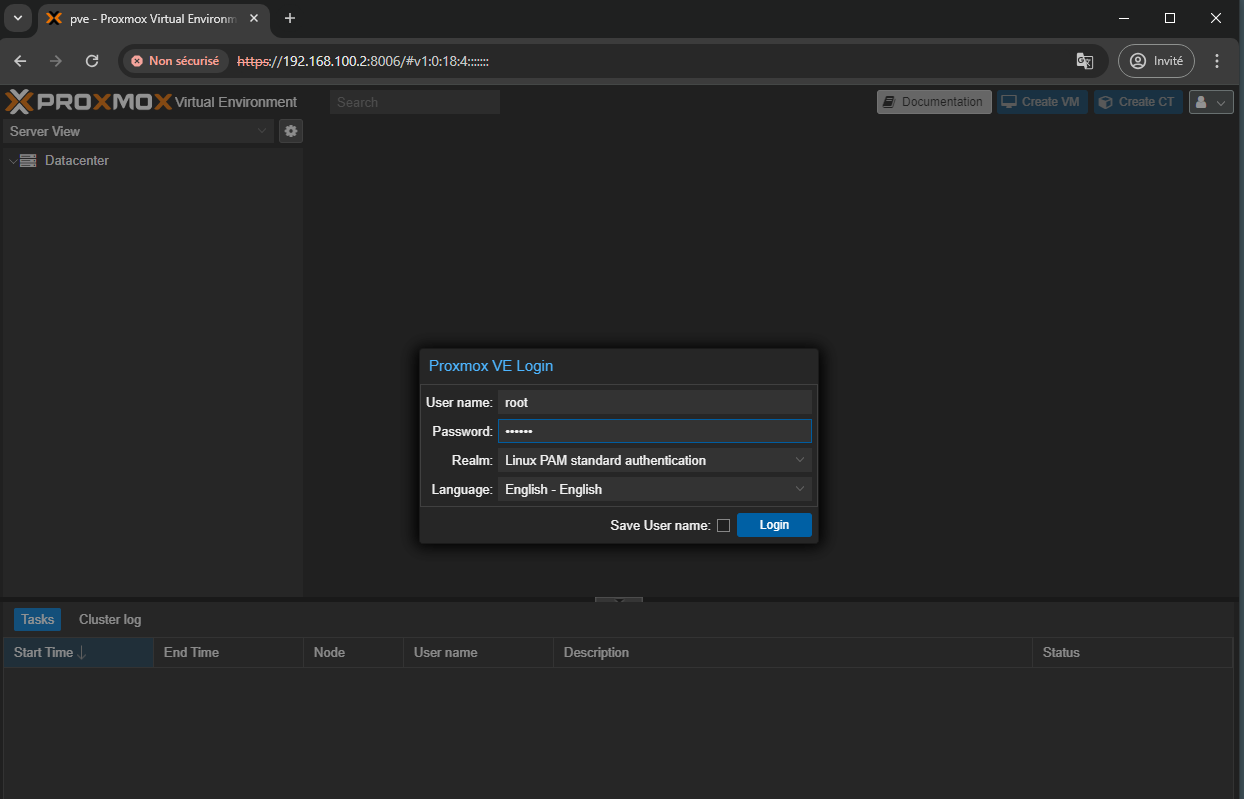 pve - Proxmox Virtual Environm
Non sécurisé https://192.168.100.2:8006/#v1:0:18:4::::::: Invité
PROXMOX Virtual Environment Search Documentation Create VM Create CT
Server View
Datacenter
Proxmox VE Login
User name: root
Password: ••••••
Realm: Linux PAM standard authentication
Language: English - English
Save User name: Login
Tasks Cluster log
Start Time End Time Node User name Description Status